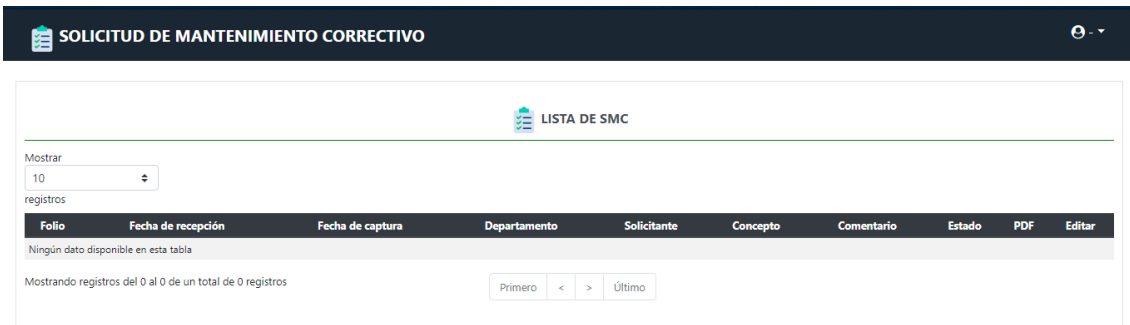 SOLICITUD DE MANTENIMIENTO CORRECTIVO -
LISTA DE SMC
Mostrar
10
registros
Folio Fecha de recepción Fecha de captura Departamento Solicitante Concepto Comentario Estado PDF Editar
Ningún dato disponible en esta tabla
Mostrando registros del 0 al 0 de un total de 0 registros
Primero < > Último